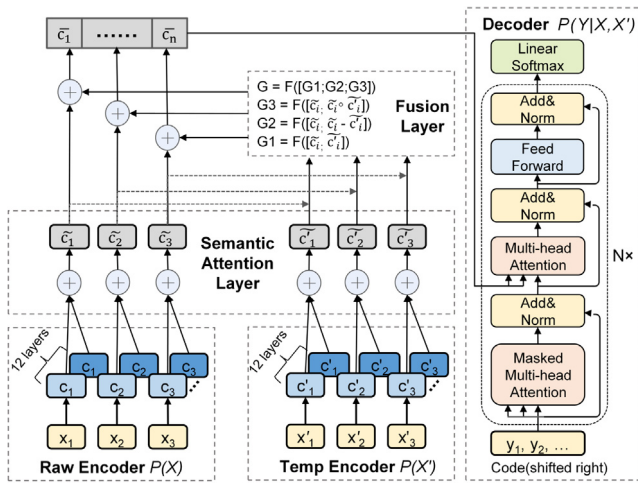 c̄₁ ...... c̄ₙ
G = F([G1;G2;G3])
G3 = F([c̃ᵢ; c̃ᵢ ∘ c̃'ᵢ])
G2 = F([c̃ᵢ; c̃ᵢ - c̃'ᵢ])
G1 = F([c̃ᵢ; c̃'ᵢ])
Fusion
Layer
c̃₁ c̃₂ c̃₃
c̃'₁ c̃'₂ c̃'₃
Semantic
Attention
Layer
12 layers
c₁ c₂ c₃
c₁ c₂ c₃
x₁ x₂ x₃
Raw Encoder P(X)
12 layers
c'₁ c'₂ c'₃
c'₁ c'₂ c'₃
x'₁ x'₂ x'₃
Temp Encoder P(X')
Decoder P(Y|X,X')
Linear
Softmax
Add&
Norm
Feed
Forward
Add&
Norm
Multi-head
Attention
N×
Add&
Norm
Masked
Multi-head
Attention
y₁, y₂, ...
Code(shifted right)